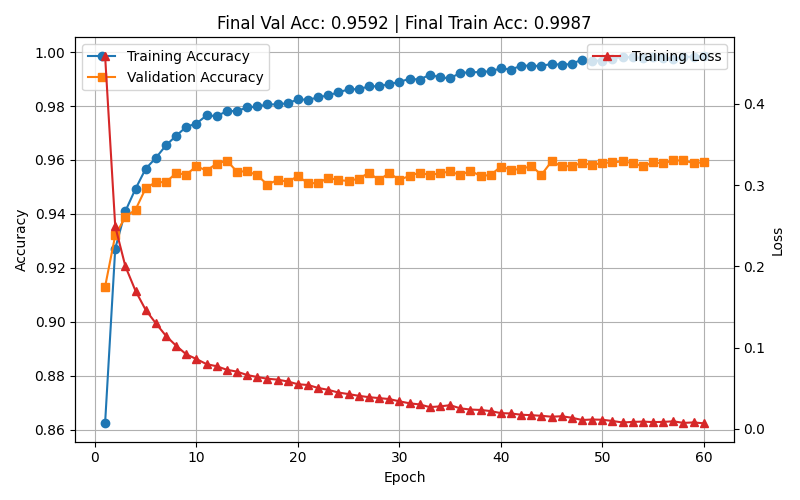 Final Val Acc: 0.9592 | Final Train Acc: 0.9987
Training Accuracy
Validation Accuracy
Training Loss
1.00
0.98
0.96
0.94
0.92
0.90
0.88
0.86
Accuracy
0.4
0.3
0.2
0.1
0.0
Loss
0 10 20 30 40 50 60
Epoch